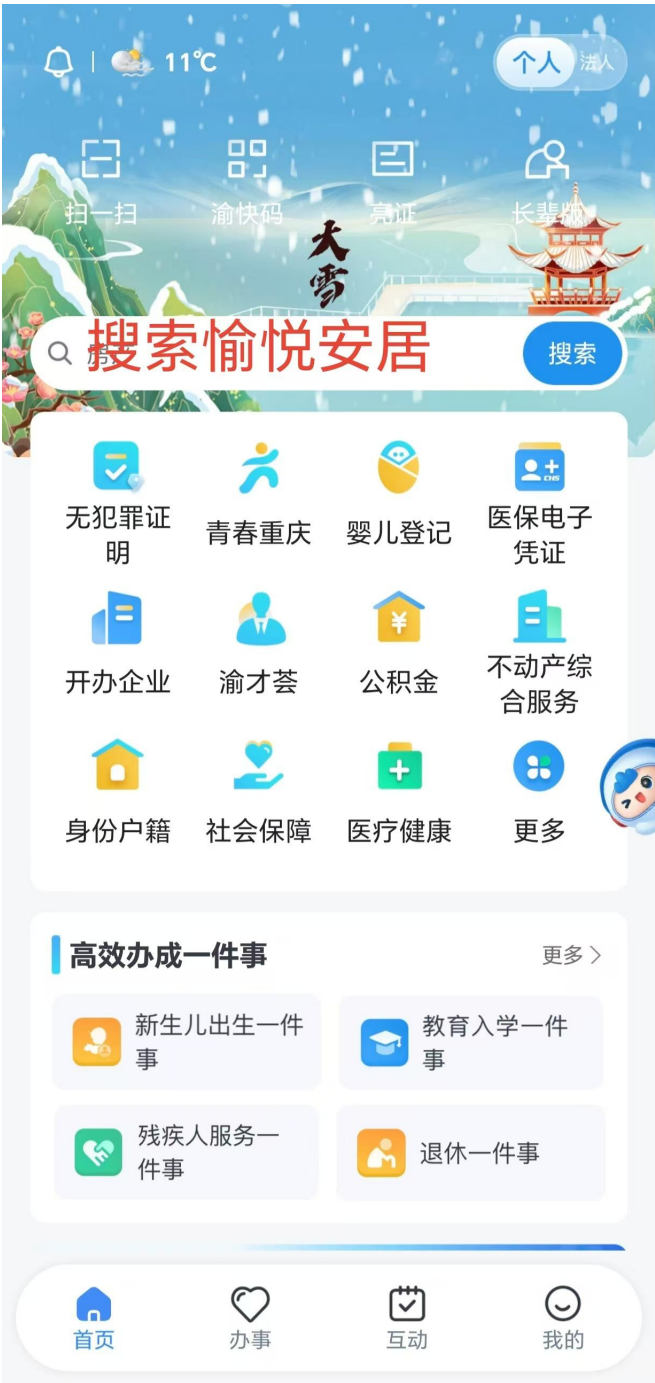 11℃
个人 法人
扫一扫 渝快码 亮证 长辈版
大
雪
搜索愉悦安居 搜索
无犯罪证
明
青春重庆 婴儿登记
医保电子
凭证
开办企业 渝才荟 公积金
不动产综
合服务
身份户籍 社会保障 医疗健康 更多
高效办成一件事 更多
新生儿出生一件
事
教育入学一件
事
残疾人服务一
件事
退休一件事
首页 办事 互动 我的